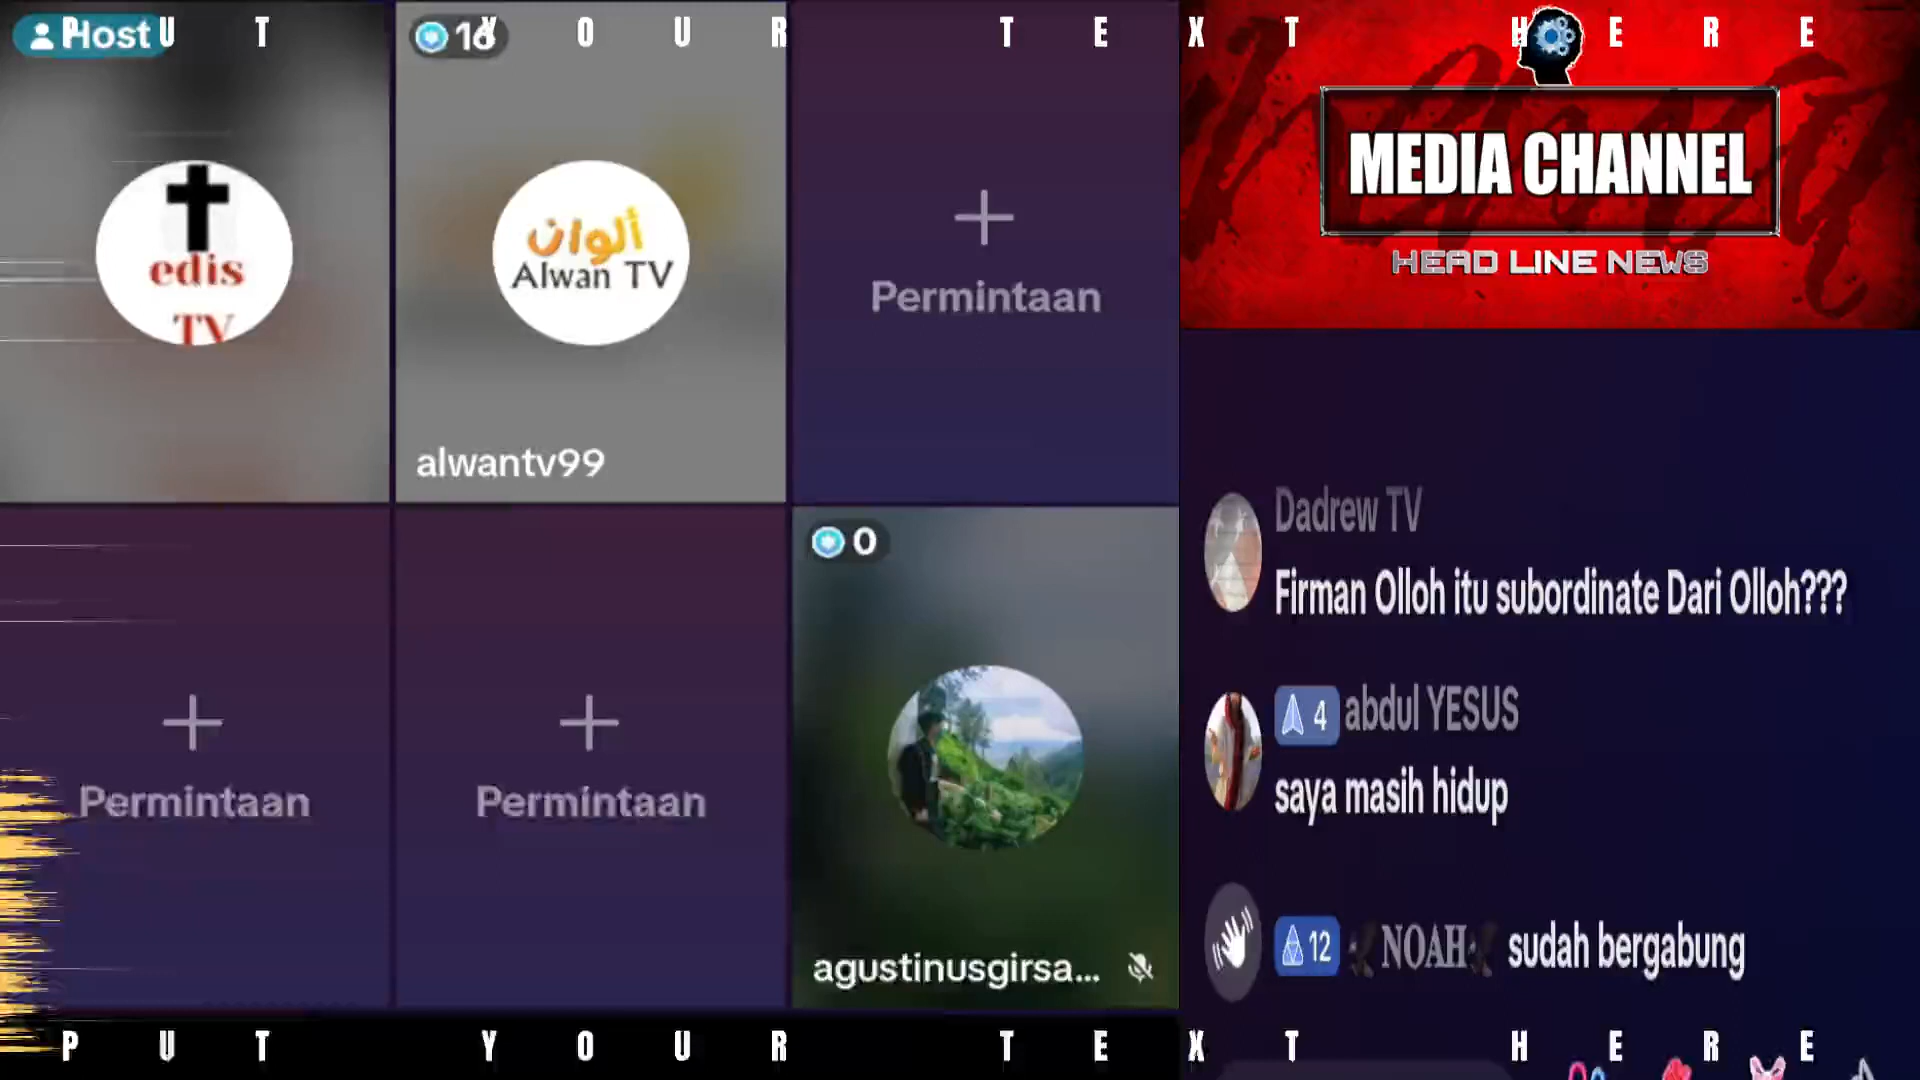 PUT YOUR TEXT HERE
Host
16
edis
TV
ألوان
Alwan TV
alwantv99
Permintaan
MEDIA CHANNEL
HEAD LINE NEWS
Permintaan
Permintaan
0
agustinusgirsa...
Dadrew TV
Firman Olloh itu subordinate Dari Olloh???
4 abdul YESUS
saya masih hidup
12 NOAH sudah bergabung
PUT YOUR TEXT HERE